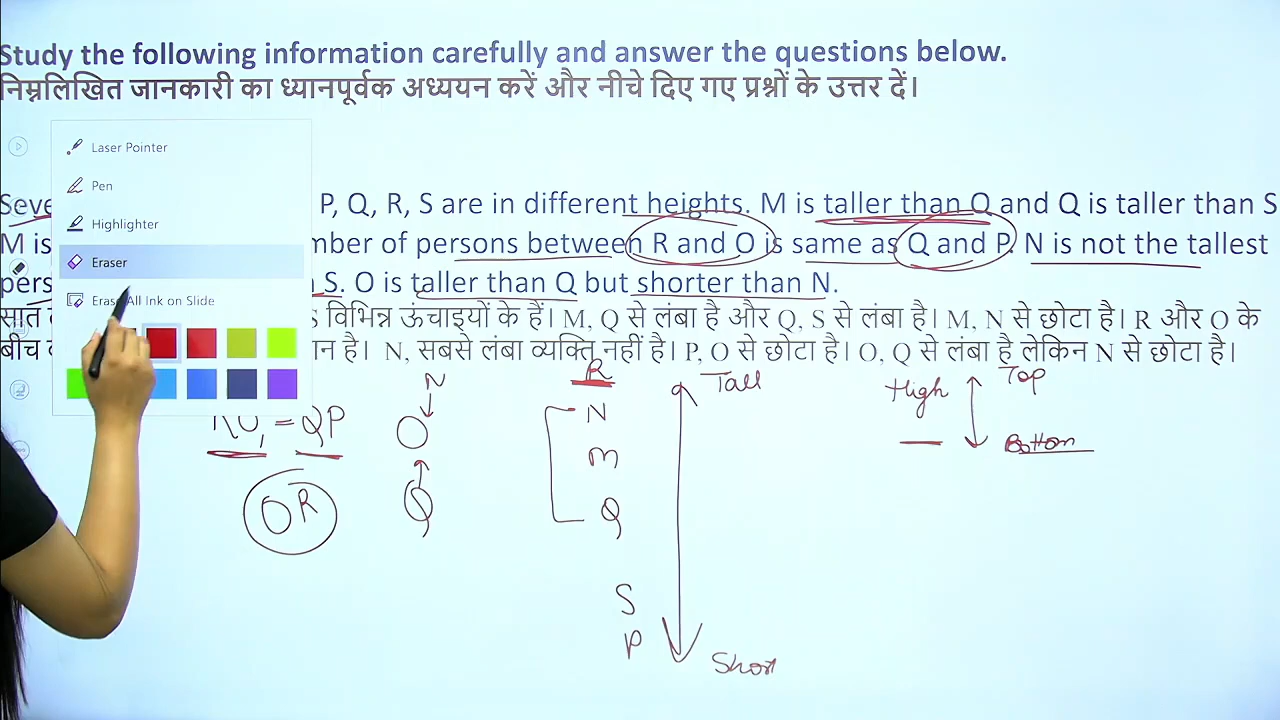 Study the following information carefully and answer the questions below.
निम्नलिखित जानकारी का ध्यानपूर्वक अध्ययन करें और नीचे दिए गए प्रश्नों के उत्तर दें।
Laser Pointer
Pen
Highlighter
Eraser
Erase All Ink on Slide
P, Q, R, S are in different heights. M is taller than Q and Q is taller than S
M is persons between R and O is same as Q and P. N is not the tallest
S. O is taller than Q but shorter than N.
सात S विभिन्न ऊंचाइयों के हैं। M, Q से लंबा है और Q, S से लंबा है। M, N से छोटा है। R और O के
बीच है। N, सबसे लंबा व्यक्ति नहीं है। P, O से छोटा है। O, Q से लंबा है लेकिन N से छोटा है।
= QP
OR
N
O
Q
R
N
M
Q
S
P
Tall
Short
High
Top
Bottom